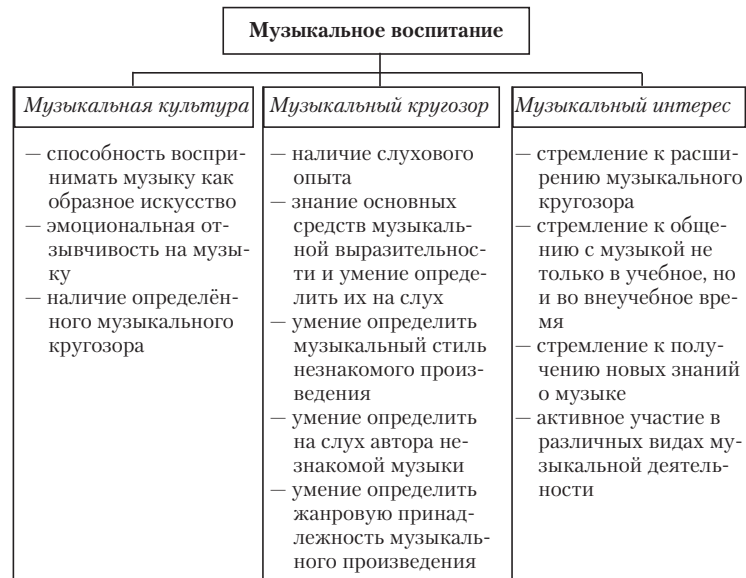 Музыкальное воспитание
Музыкальная культура
— способность воспри-
нимать музыку как
образное искусство
— эмоциональная от-
зывчивость на музы-
ку
— наличие определён-
ного музыкального
кругозора
Музыкальный кругозор
— наличие слухового
опыта
— знание основных
средств музыкаль-
ной выразительнос-
ти и умение опреде-
лить их на слух
— умение определить
музыкальный стиль
незнакомого произ-
ведения
— умение определить
на слух автора не-
знакомой музыки
— умение определить
жанровую принад-
лежность музыкаль-
ного произведения
Музыкальный интерес
— стремление к расши-
рению музыкального
кругозора
— стремление к обще-
нию с музыкой не
только в учебное, но
и во внеучебное вре-
мя
— стремление к полу-
чению новых знаний
о музыке
— активное участие в
различных видах му-
зыкальной деятель-
ности